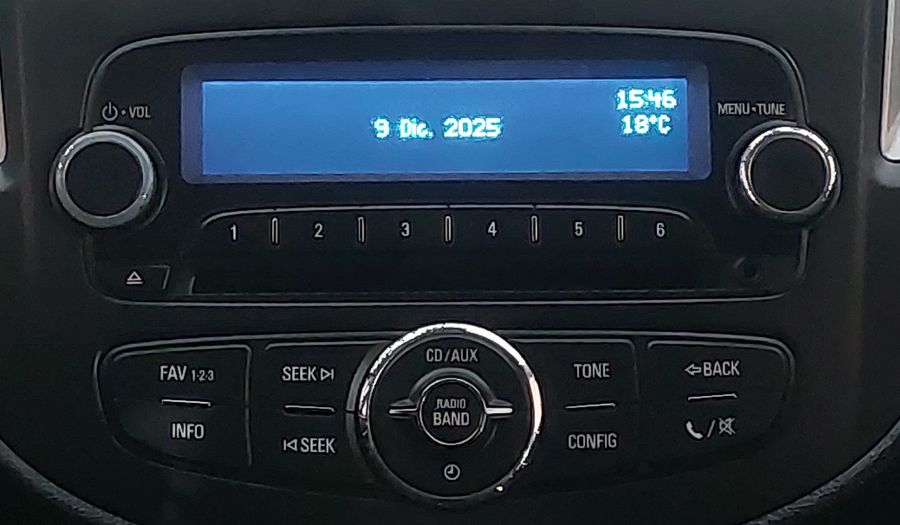 15:46
9 Dic. 2025
18°C
VOL
MENU-TUNE
1 2 3 4 5 6
FAV 1-2-3
SEEK
CD/AUX
TONE
BACK
RADIO
BAND
INFO
SEEK
CONFIG